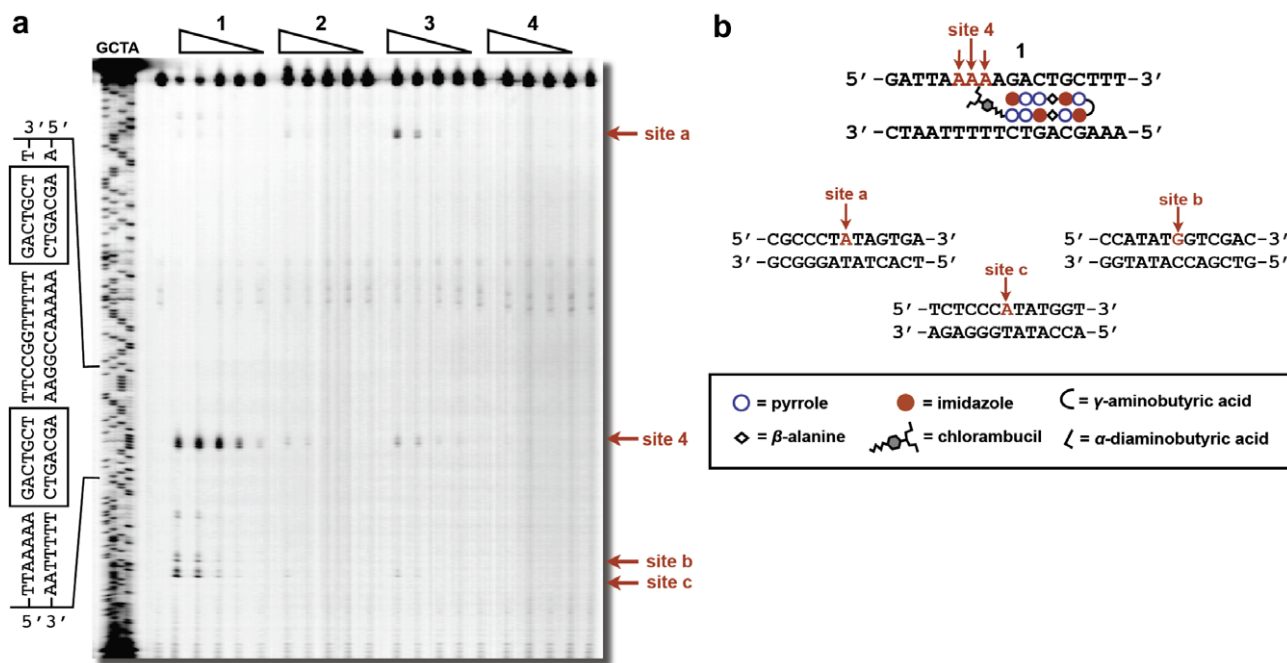 a
1 2 3 4
GCTA
3' 5'
T A
GACTGCT CTGACGA
TTCCGGTTTTT AAGGCCAAAAA
GACTGCT CTGACGA
TTAAAAA AATTTTT
5' 3'
site a
site 4
site b
site c
b
site 4
1
5' -GATTAAAAAGACTGCTTT-3'
3' -CTAATTTTTCTGACGAAA-5'
site a
5' -CGCCCTATAGTGA-3'
3' -GCGGGATATCACT-5'
site b
5' -CCATATGGTCGAC-3'
3' -GGTATACCAGCTG-5'
site c
5' -TCTCCCATATGGT-3'
3' -AGAGGGTATACCA-5'
= pyrrole = imidazole = γ-aminobutyric acid
= β-alanine = chlorambucil = α-diaminobutyric acid